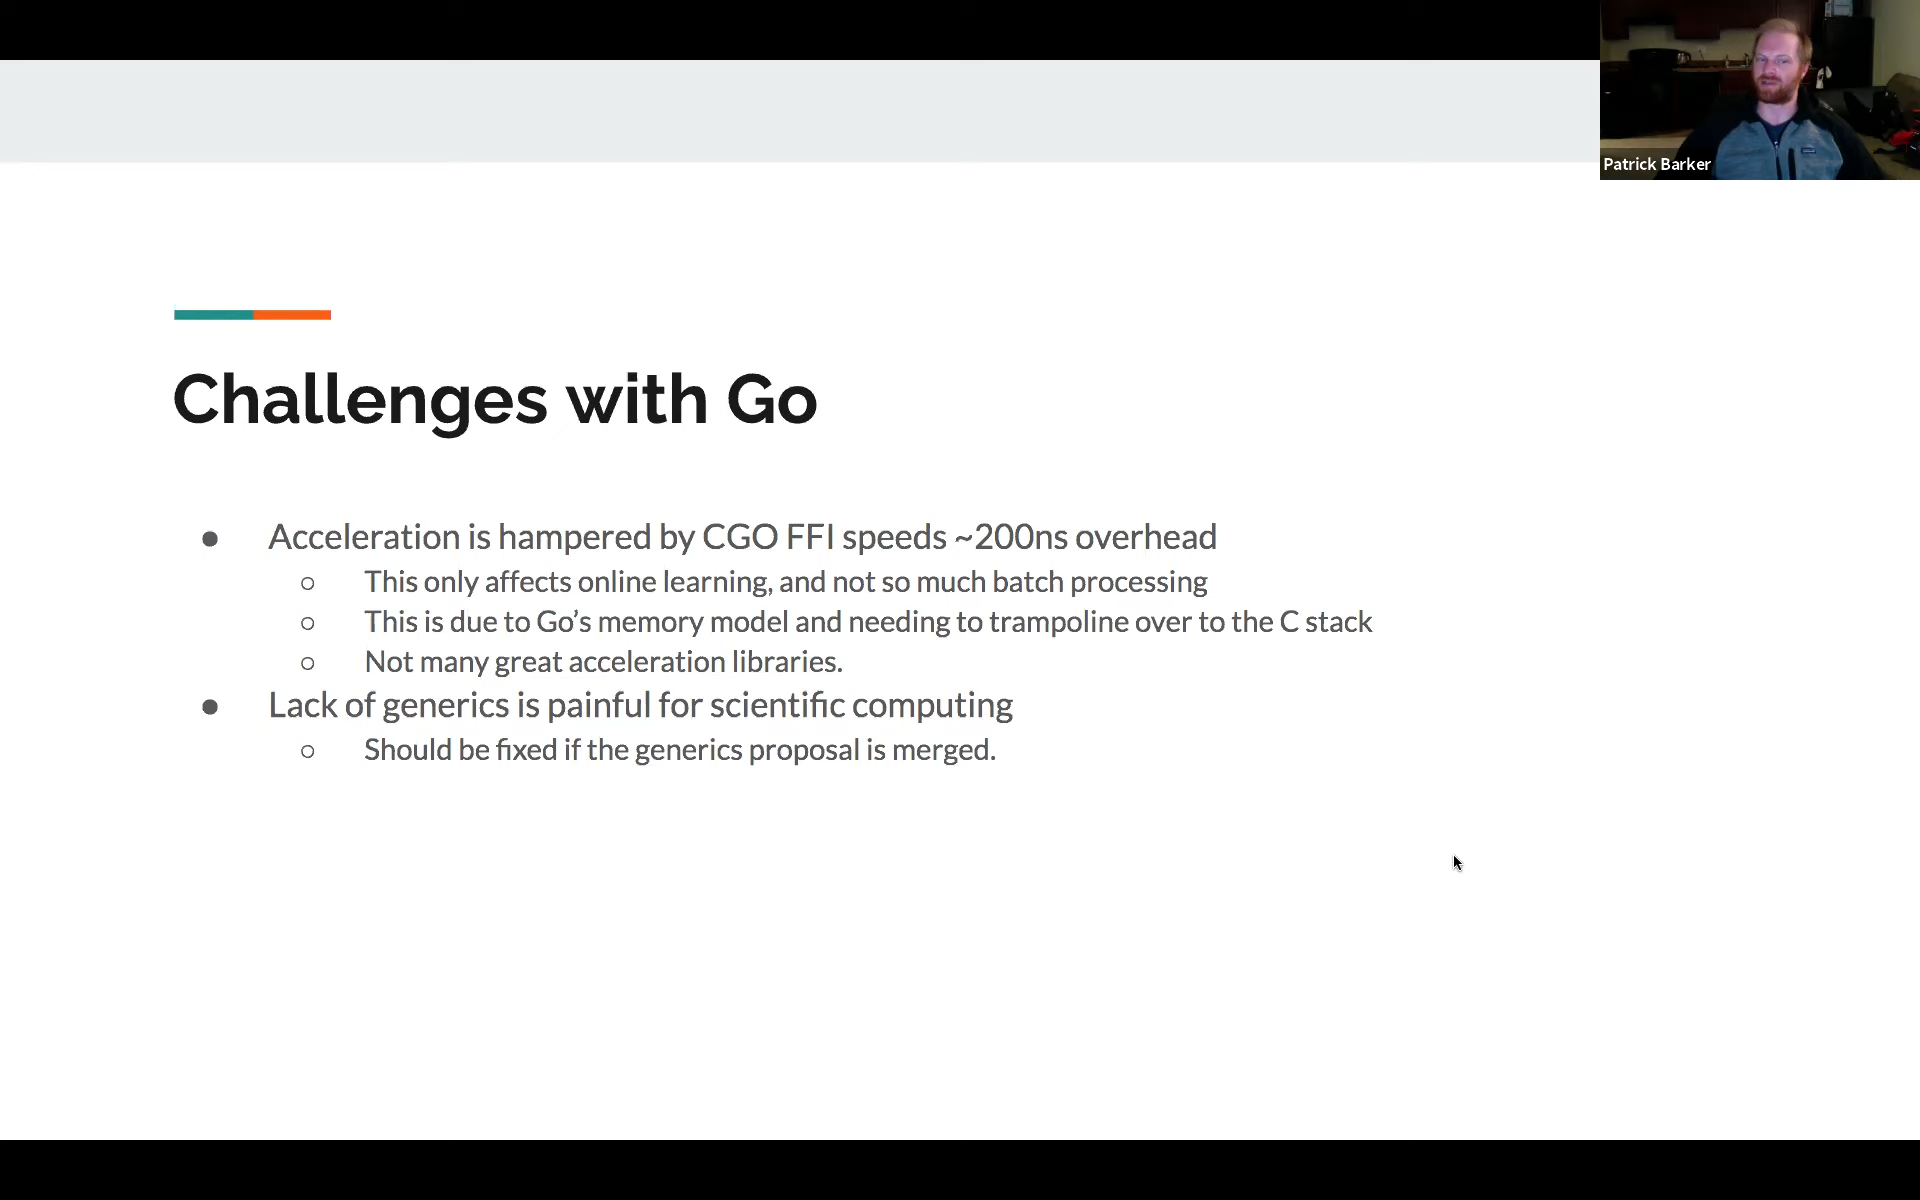 Patrick Barker
Challenges with Go
● Acceleration is hampered by CGO FFI speeds ~200ns overhead
○ This only affects online learning, and not so much batch processing
○ This is due to Go’s memory model and needing to trampoline over to the C stack
○ Not many great acceleration libraries.
● Lack of generics is painful for scientific computing
○ Should be fixed if the generics proposal is merged.